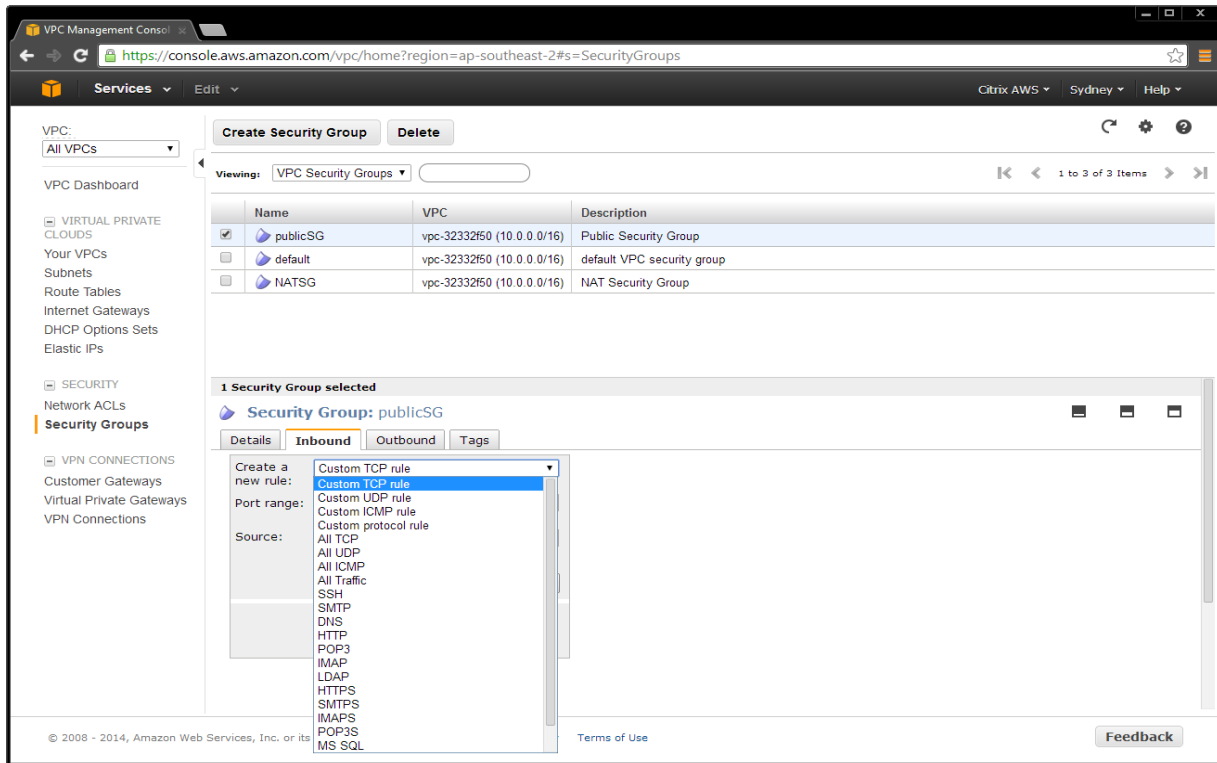 VPC Management Consol
https://console.aws.amazon.com/vpc/home?region=ap-southeast-2#s=SecurityGroups
Services Edit Citrix AWS Sydney Help
VPC:
All VPCs
VPC Dashboard
VIRTUAL PRIVATE
CLOUDS
Your VPCs
Subnets
Route Tables
Internet Gateways
DHCP Options Sets
Elastic IPs
SECURITY
Network ACLs
Security Groups
VPN CONNECTIONS
Customer Gateways
Virtual Private Gateways
VPN Connections
Create Security Group Delete
Viewing: VPC Security Groups 1 to 3 of 3 Items
Name VPC Description
publicSG vpc-32332f50 (10.0.0.0/16) Public Security Group
default vpc-32332f50 (10.0.0.0/16) default VPC security group
NATSG vpc-32332f50 (10.0.0.0/16) NAT Security Group
1 Security Group selected
Security Group: publicSG
Details Inbound Outbound Tags
Create a
new rule:
Port range:
Source:
Custom TCP rule
Custom TCP rule
Custom UDP rule
Custom ICMP rule
Custom protocol rule
All TCP
All UDP
All ICMP
All Traffic
SSH
SMTP
DNS
HTTP
POP3
IMAP
LDAP
HTTPS
SMTPS
IMAPS
POP3S
MS SQL
© 2008 - 2014, Amazon Web Services, Inc. or its Terms of Use Feedback